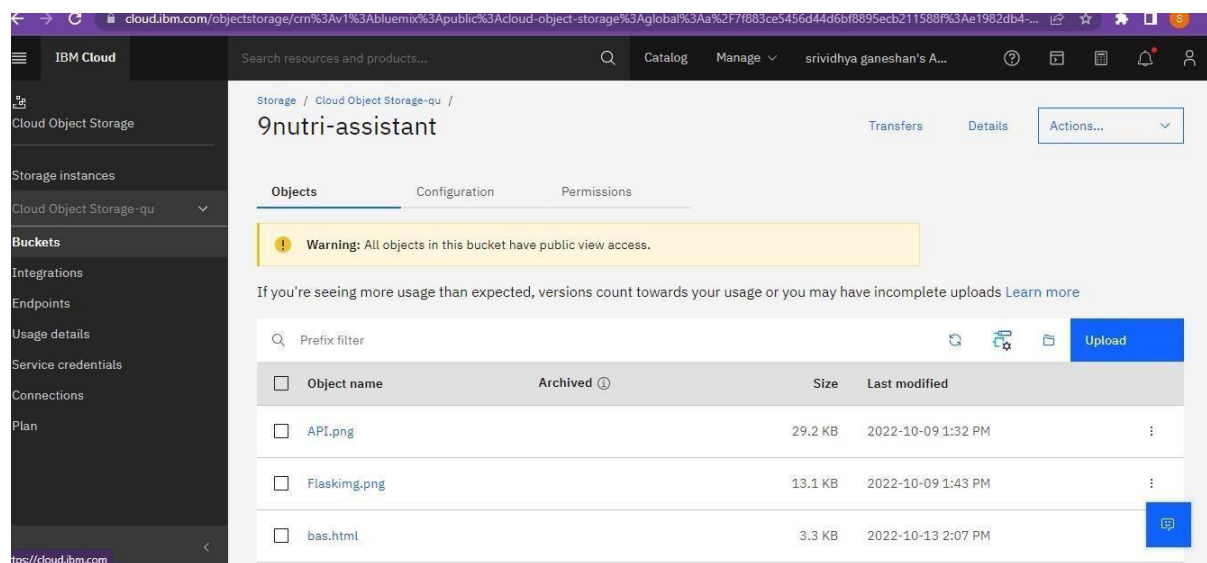 cloud.ibm.com/objectstorage/crn%3Av1%3Abluemix%3Apublic%3Acloud-object-storage%3Aglobal%3Aa%2F7f883ce5456d44d6bf8895ecb211588f%3Ae1982db4-...
IBM Cloud
Search resources and products...
Catalog
Manage
srividhya ganeshan's A...
S
Cloud Object Storage
Storage instances
Cloud Object Storage-qu
Buckets
Integrations
Endpoints
Usage details
Service credentials
Connections
Plan
tps://cloud.ibm.com
Storage / Cloud Object Storage-qu /
9nutri-assistant
Transfers
Details
Actions...
Objects
Configuration
Permissions
Warning: All objects in this bucket have public view access.
If you're seeing more usage than expected, versions count towards your usage or you may have incomplete uploads Learn more
Prefix filter
Upload
Object name Archived Size Last modified
API.png 29.2 KB 2022-10-09 1:32 PM
Flaskimg.png 13.1 KB 2022-10-09 1:43 PM
bas.html 3.3 KB 2022-10-13 2:07 PM